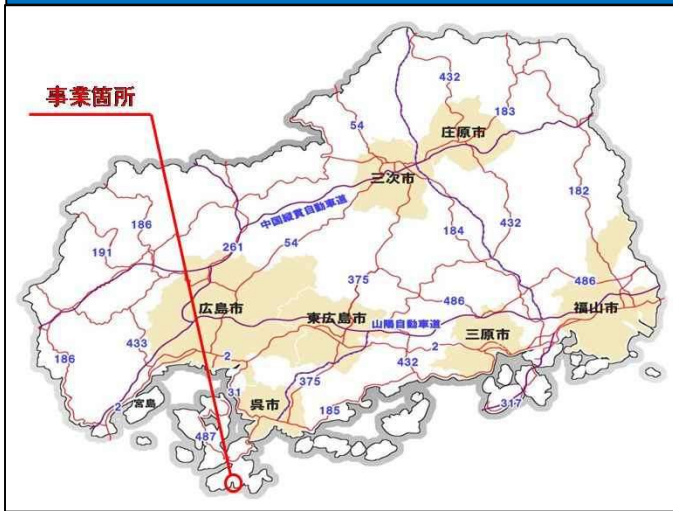 事業箇所
432
183
54
庄原市
三次市
182
中国縦貫自動車道
186
191
261
54
184
432
375
486
486
広島市
東広島市
山陽自動車道
三原市
福山市
433
186
2
2
432
375
31
呉市
185
317
2
宮島
487